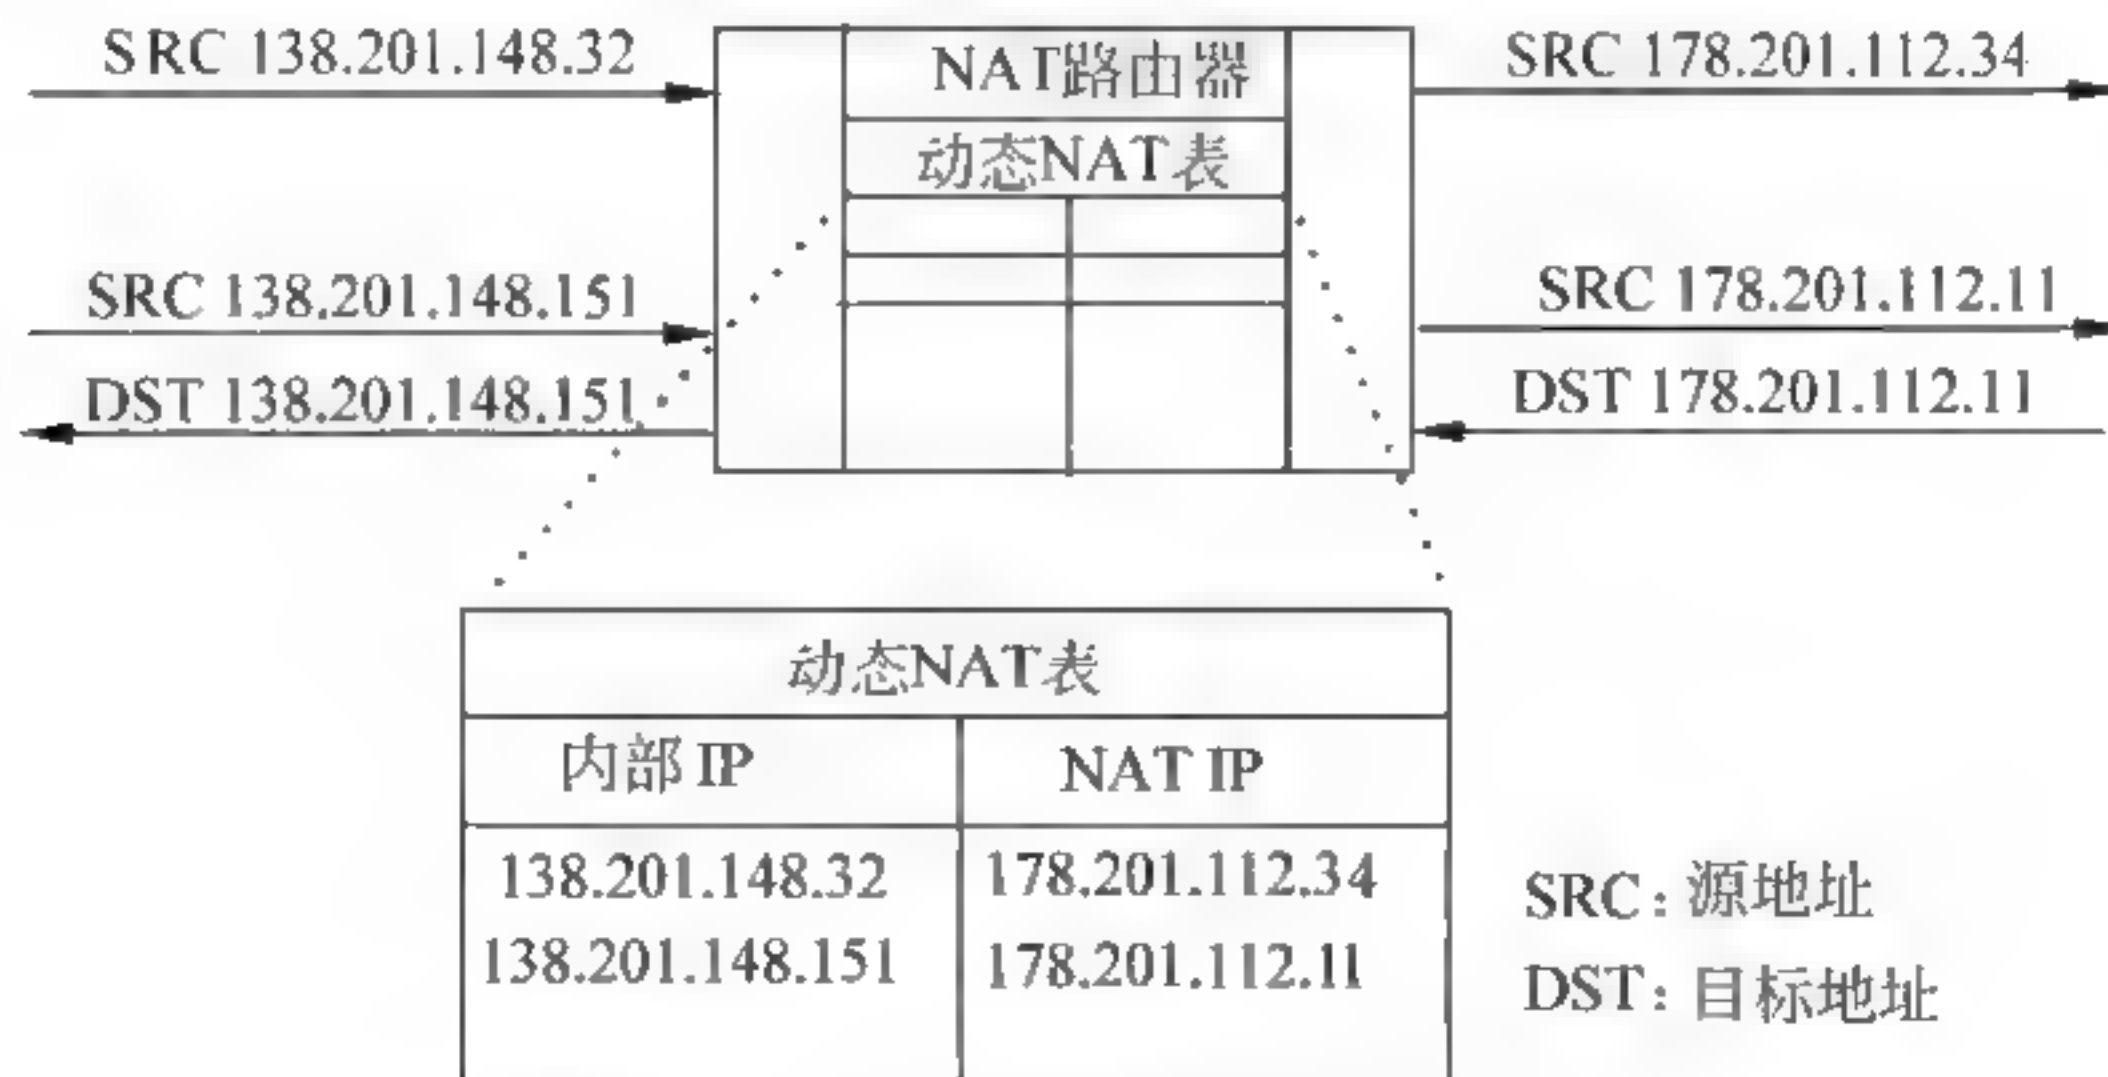 SRC 138.201.148.32
NAT路由器
SRC 178.201.112.34
动态NAT表
SRC 138.201.148.151
SRC 178.201.112.11
DST 138.201.148.151
DST 178.201.112.11
动态NAT表
内部 IP
NAT IP
138.201.148.32
178.201.112.34
138.201.148.151
178.201.112.11
SRC：源地址
DST：目标地址